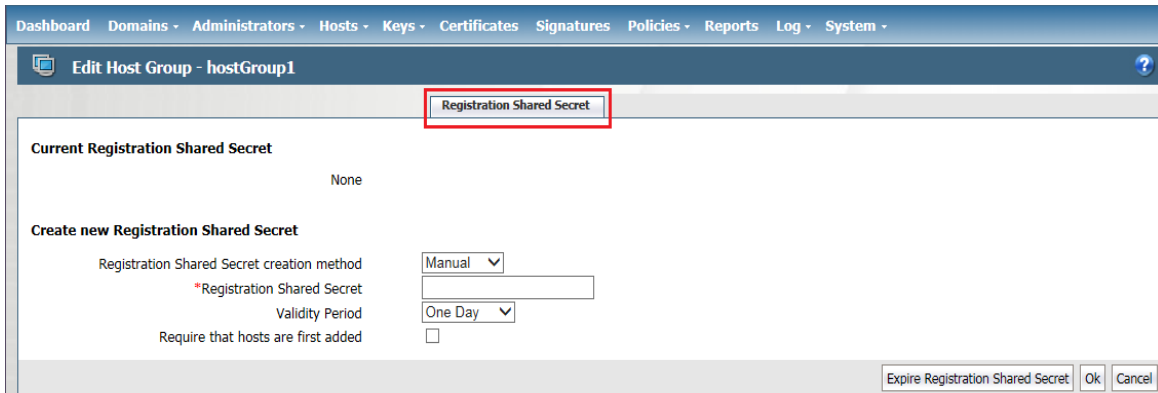 Dashboard Domains Administrators Hosts Keys Certificates Signatures Policies Reports Log System
Edit Host Group - hostGroup1
?
Registration Shared Secret
Current Registration Shared Secret
None
Create new Registration Shared Secret
Registration Shared Secret creation method Manual
*Registration Shared Secret
Validity Period One Day
Require that hosts are first added
Expire Registration Shared Secret Ok Cancel